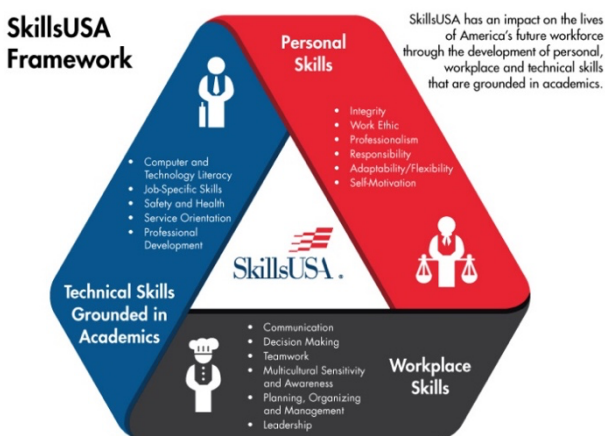 SkillsUSA
Framework
SkillsUSA has an impact on the lives
of America's future workforce
through the development of personal,
workplace and technical skills
that are grounded in academics.
Personal
Skills
• Integrity
• Work Ethic
• Professionalism
• Responsibility
• Adaptability/Flexibility
• Self-Motivation
• Computer and
Technology Literacy
• Job-Specific Skills
• Safety and Health
• Service Orientation
• Professional
Development
Technical Skills
Grounded in
Academics
SkillsUSA®
• Communication
• Decision Making
• Teamwork
• Multicultural Sensitivity
and Awareness
• Planning, Organizing
and Management
• Leadership
Workplace
Skills